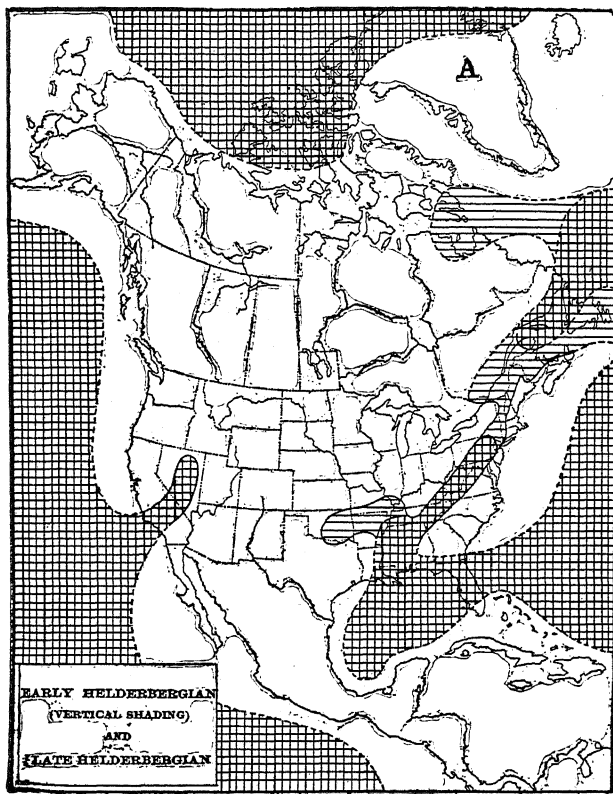 A
EARLY HELDERBERGIAN
(VERTICAL SHADING)
AND
LATE HELDERBERGIAN